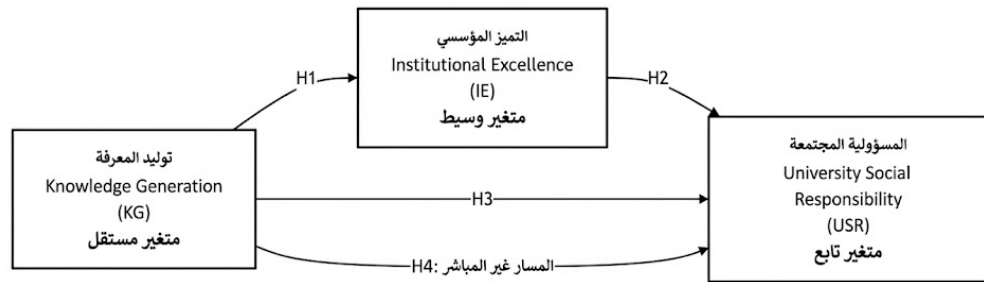 التميز المؤسسي
Institutional Excellence
(IE)
متغير وسيط
H1
H2
توليد المعرفة
Knowledge Generation
(KG)
متغير مستقل
H3
المسؤولية المجتمعة
University Social
Responsibility
(USR)
متغير تابع
H4: المسار غير المباشر